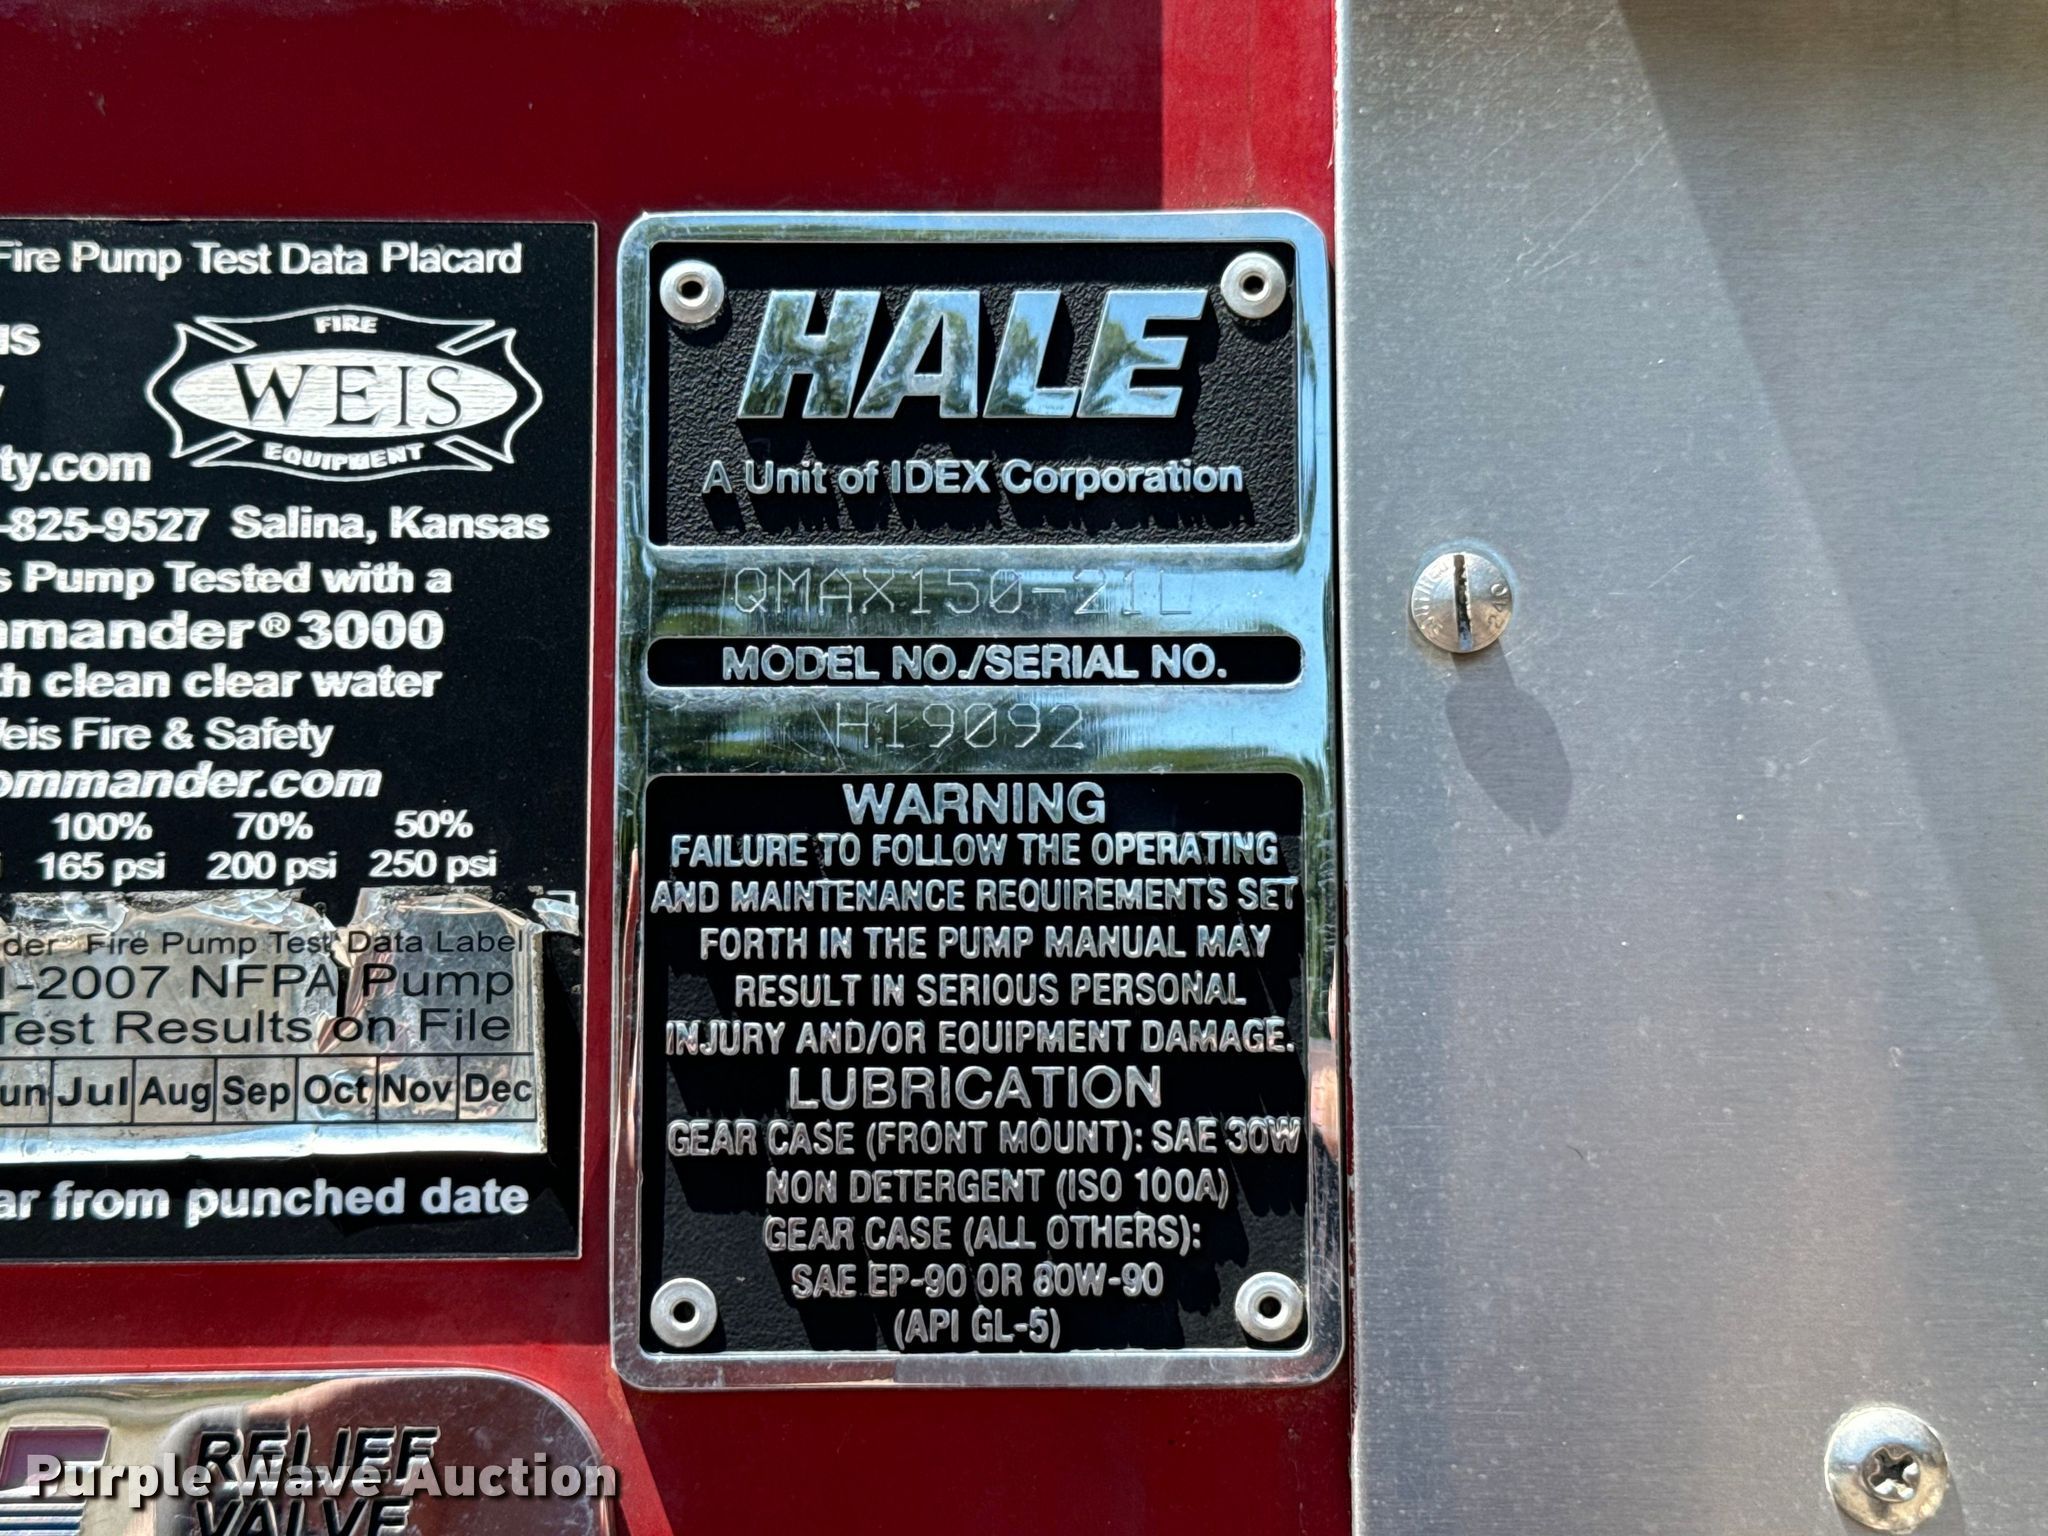 Fire Pump Test Data Placard
FIRE
WEIS
EQUIPMENT
ty.com
-825-9527 Salina, Kansas
s Pump Tested with a
mmander® 3000
th clean clear water
Weis Fire & Safety
ommander.com
100% 70% 50%
165 psi 200 psi 250 psi
der® Fire Pump Test Data Label
1-2007 NFPA Pump
Test Results on File
un Jul Aug Sep Oct Nov Dec
ar from punched date
HALE
A Unit of IDEX Corporation
QMAX150-21L
MODEL NO./SERIAL NO.
H19092
WARNING
FAILURE TO FOLLOW THE OPERATING
AND MAINTENANCE REQUIREMENTS SET
FORTH IN THE PUMP MANUAL MAY
RESULT IN SERIOUS PERSONAL
INJURY AND/OR EQUIPMENT DAMAGE.
LUBRICATION
GEAR CASE (FRONT MOUNT): SAE 30W
NON DETERGENT (ISO 100A)
GEAR CASE (ALL OTHERS):
SAE EP-90 OR 80W-90
(API GL-5)
RELIEF
VALVE
Purple Wave Auction